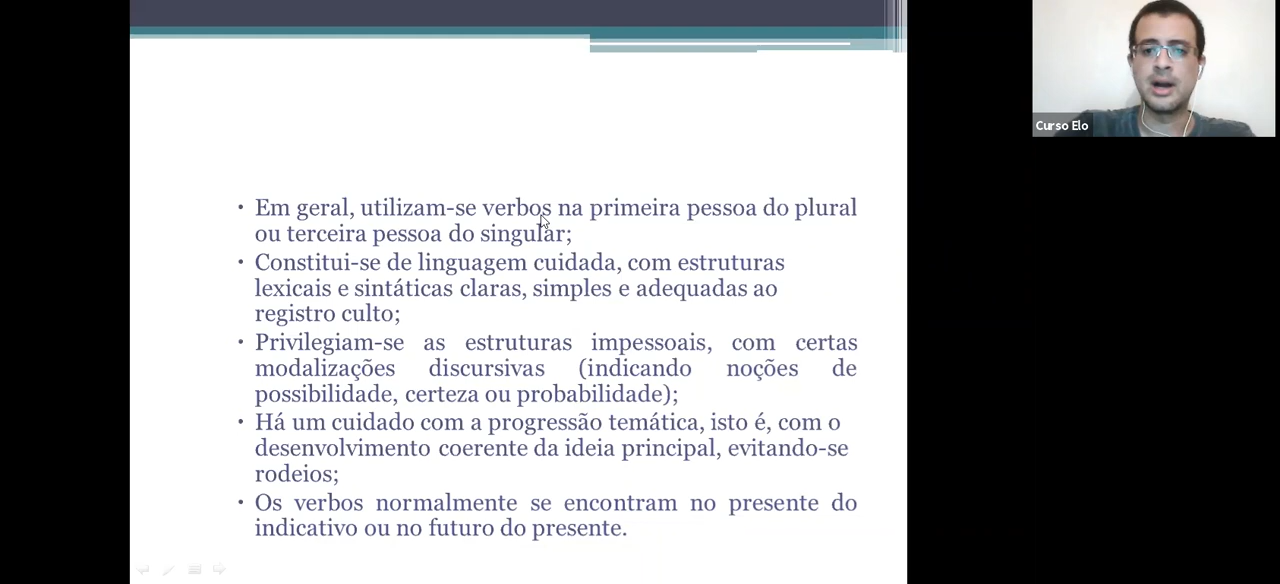 Curso Elo
• Em geral, utilizam-se verbos na primeira pessoa do plural
ou terceira pessoa do singular;
• Constitui-se de linguagem cuidada, com estruturas
lexicais e sintáticas claras, simples e adequadas ao
registro culto;
• Privilegiam-se as estruturas impessoais, com certas
modalizações discursivas (indicando noções de
possibilidade, certeza ou probabilidade);
• Há um cuidado com a progressão temática, isto é, com o
desenvolvimento coerente da ideia principal, evitando-se
rodeios;
• Os verbos normalmente se encontram no presente do
indicativo ou no futuro do presente.